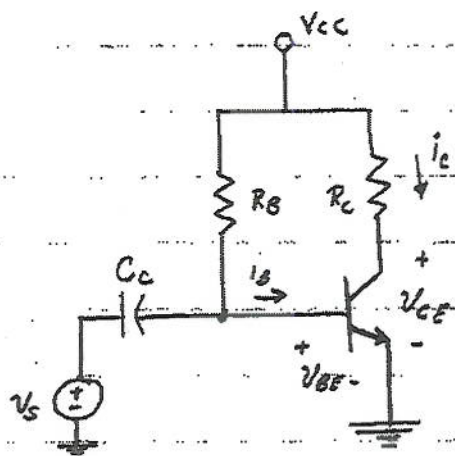 Vcc
ic
RB
RC
Cc
iB
+
VCE
-
+
VBE -
vs
+
-